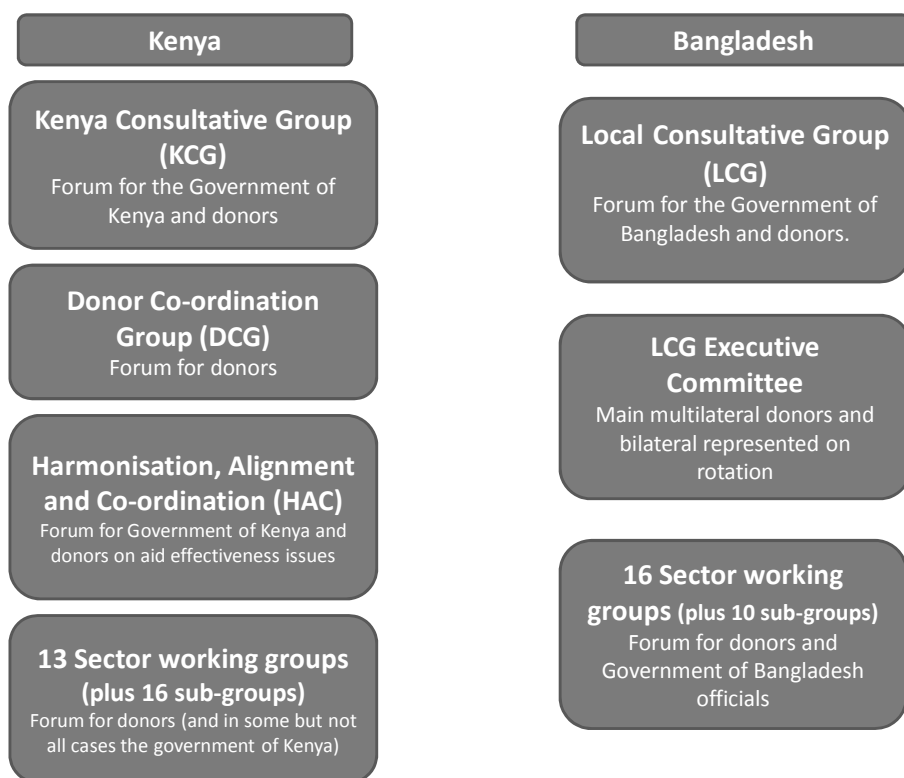 Kenya
Kenya Consultative Group
(KCG)
Forum for the Government of
Kenya and donors
Donor Co-ordination
Group (DCG)
Forum for donors
Harmonisation, Alignment
and Co-ordination (HAC)
Forum for Government of Kenya and
donors on aid effectiveness issues
13 Sector working groups
(plus 16 sub-groups)
Forum for donors (and in some but not
all cases the government of Kenya)
Bangladesh
Local Consultative Group
(LCG)
Forum for the Government of
Bangladesh and donors.
LCG Executive
Committee
Main multilateral donors and
bilateral represented on
rotation
16 Sector working
groups (plus 10 sub-groups)
Forum for donors and
Government of Bangladesh
officials